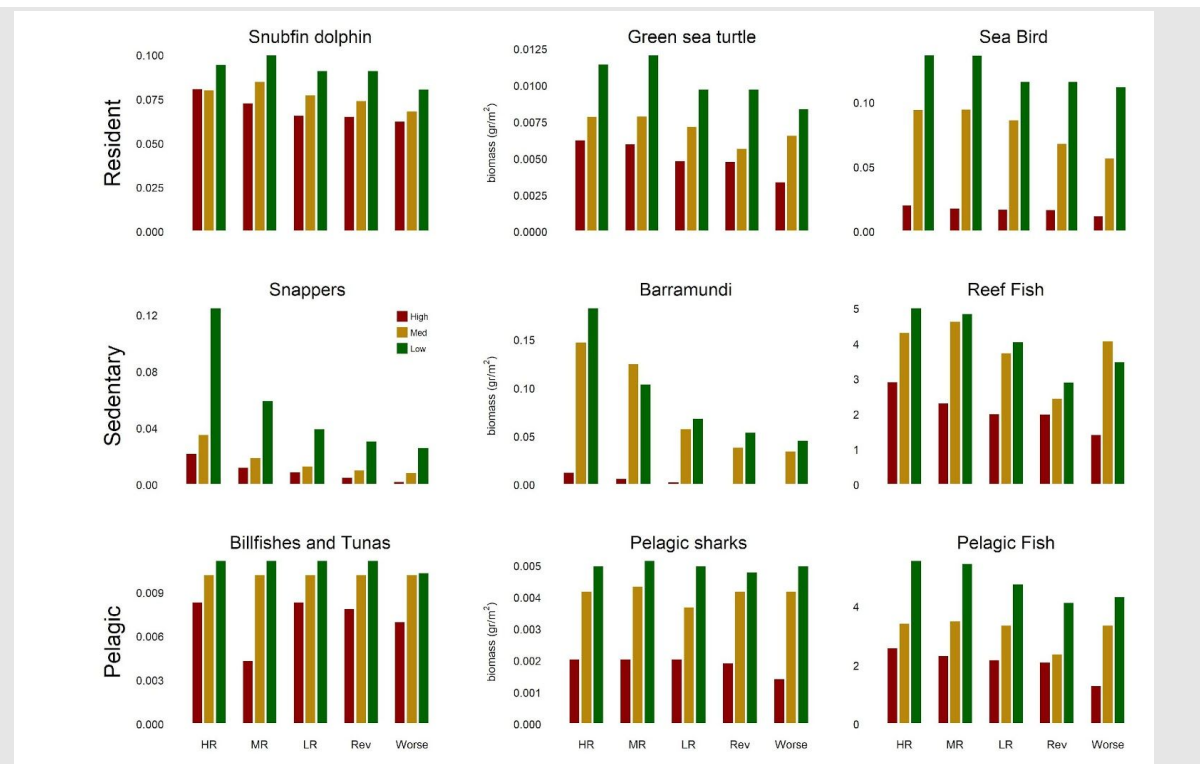 Snubfin dolphin
Green sea turtle
Sea Bird
Resident
0.100
0.075
0.050
0.025
0.000
biomass (gr/m²)
0.0125
0.0100
0.0075
0.0050
0.0025
0.0000
0.10
0.05
0.00
Snappers
Barramundi
Reef Fish
Sedentary
0.12
0.08
0.04
0.00
High
Med
Low
biomass (gr/m²)
0.15
0.10
0.05
0.00
5
4
3
2
1
0
Billfishes and Tunas
Pelagic sharks
Pelagic Fish
Pelagic
0.009
0.006
0.003
0.000
biomass (gr/m²)
0.005
0.004
0.003
0.002
0.001
0.000
4
2
0
HR MR LR Rev Worse
HR MR LR Rev Worse
HR MR LR Rev Worse